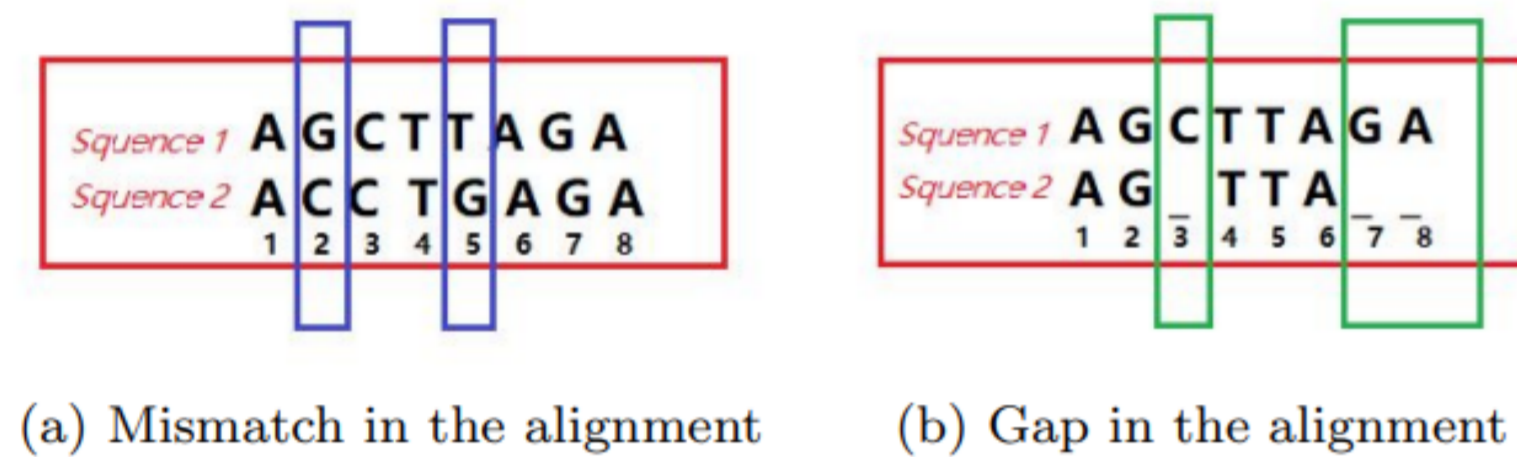 Squence 1 A G C T T A G A
Squence 2 A C C T G A G A
1 2 3 4 5 6 7 8
(a) Mismatch in the alignment
Squence 1 A G C T T A G A
Squence 2 A G _ T T A _ _
1 2 3 4 5 6 7 8
(b) Gap in the alignment